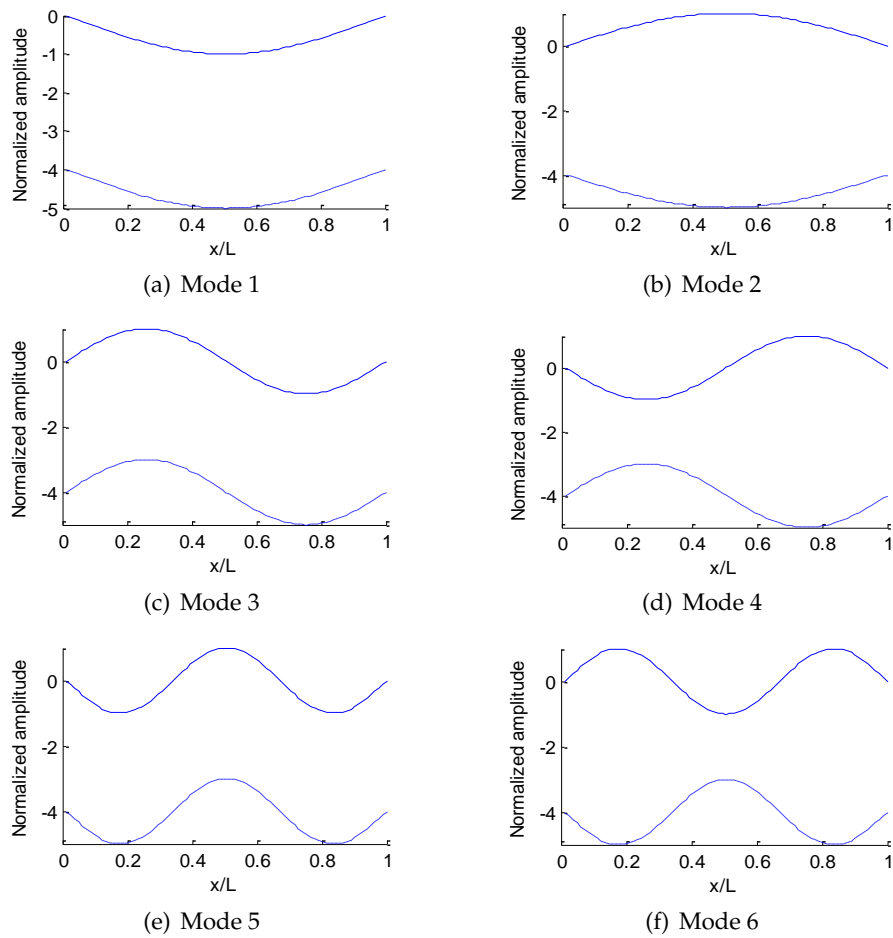 Normalized amplitude
0
-1
-2
-3
-4
-5
0 0.2 0.4 0.6 0.8 1
x/L
(a) Mode 1
Normalized amplitude
0
-2
-4
0 0.2 0.4 0.6 0.8 1
x/L
(b) Mode 2
Normalized amplitude
0
-2
-4
0 0.2 0.4 0.6 0.8 1
x/L
(c) Mode 3
Normalized amplitude
0
-2
-4
0 0.2 0.4 0.6 0.8 1
x/L
(d) Mode 4
Normalized amplitude
0
-2
-4
0 0.2 0.4 0.6 0.8 1
x/L
(e) Mode 5
Normalized amplitude
0
-2
-4
0 0.2 0.4 0.6 0.8 1
x/L
(f) Mode 6